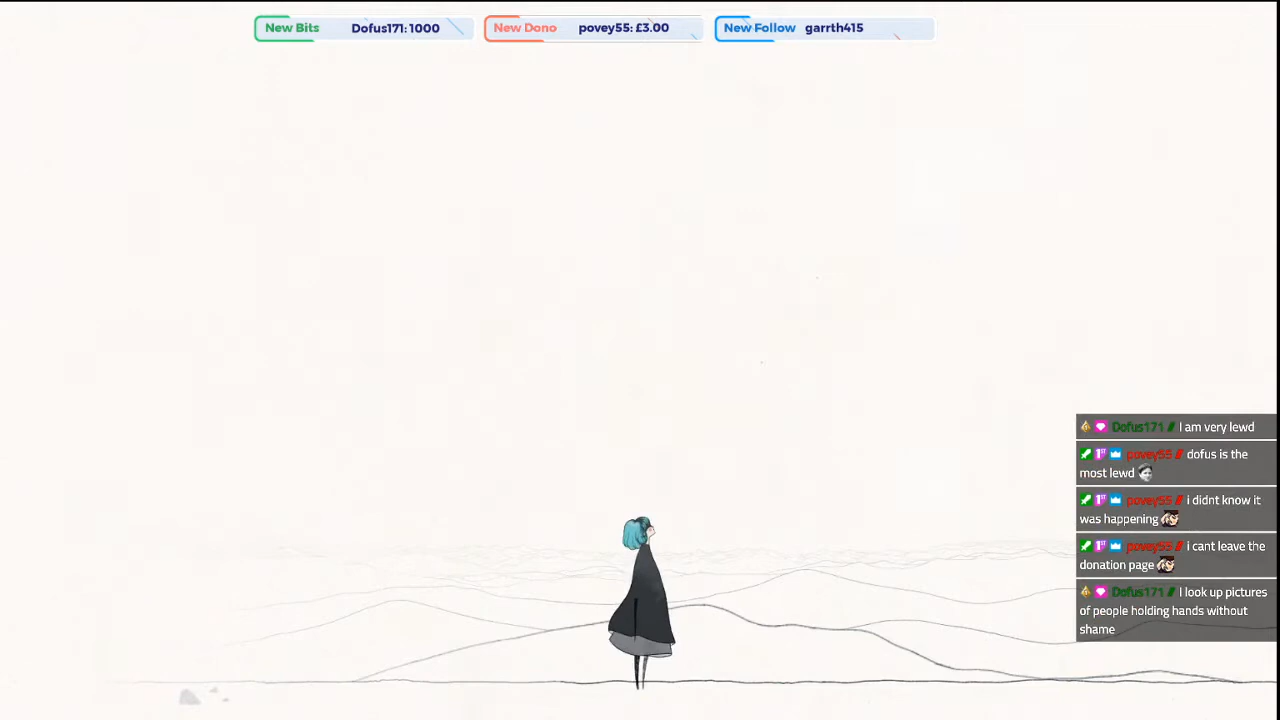 New Bits Dofus171: 1000 New Dono povey55: £3.00 New Follow garrth415
Dofus171 // I am very lewd
povey55 // dofus is the
most lewd
povey55 // i didnt know it
was happening
povey55 // i cant leave the
donation page
Dofus171 // I look up pictures
of people holding hands without
shame